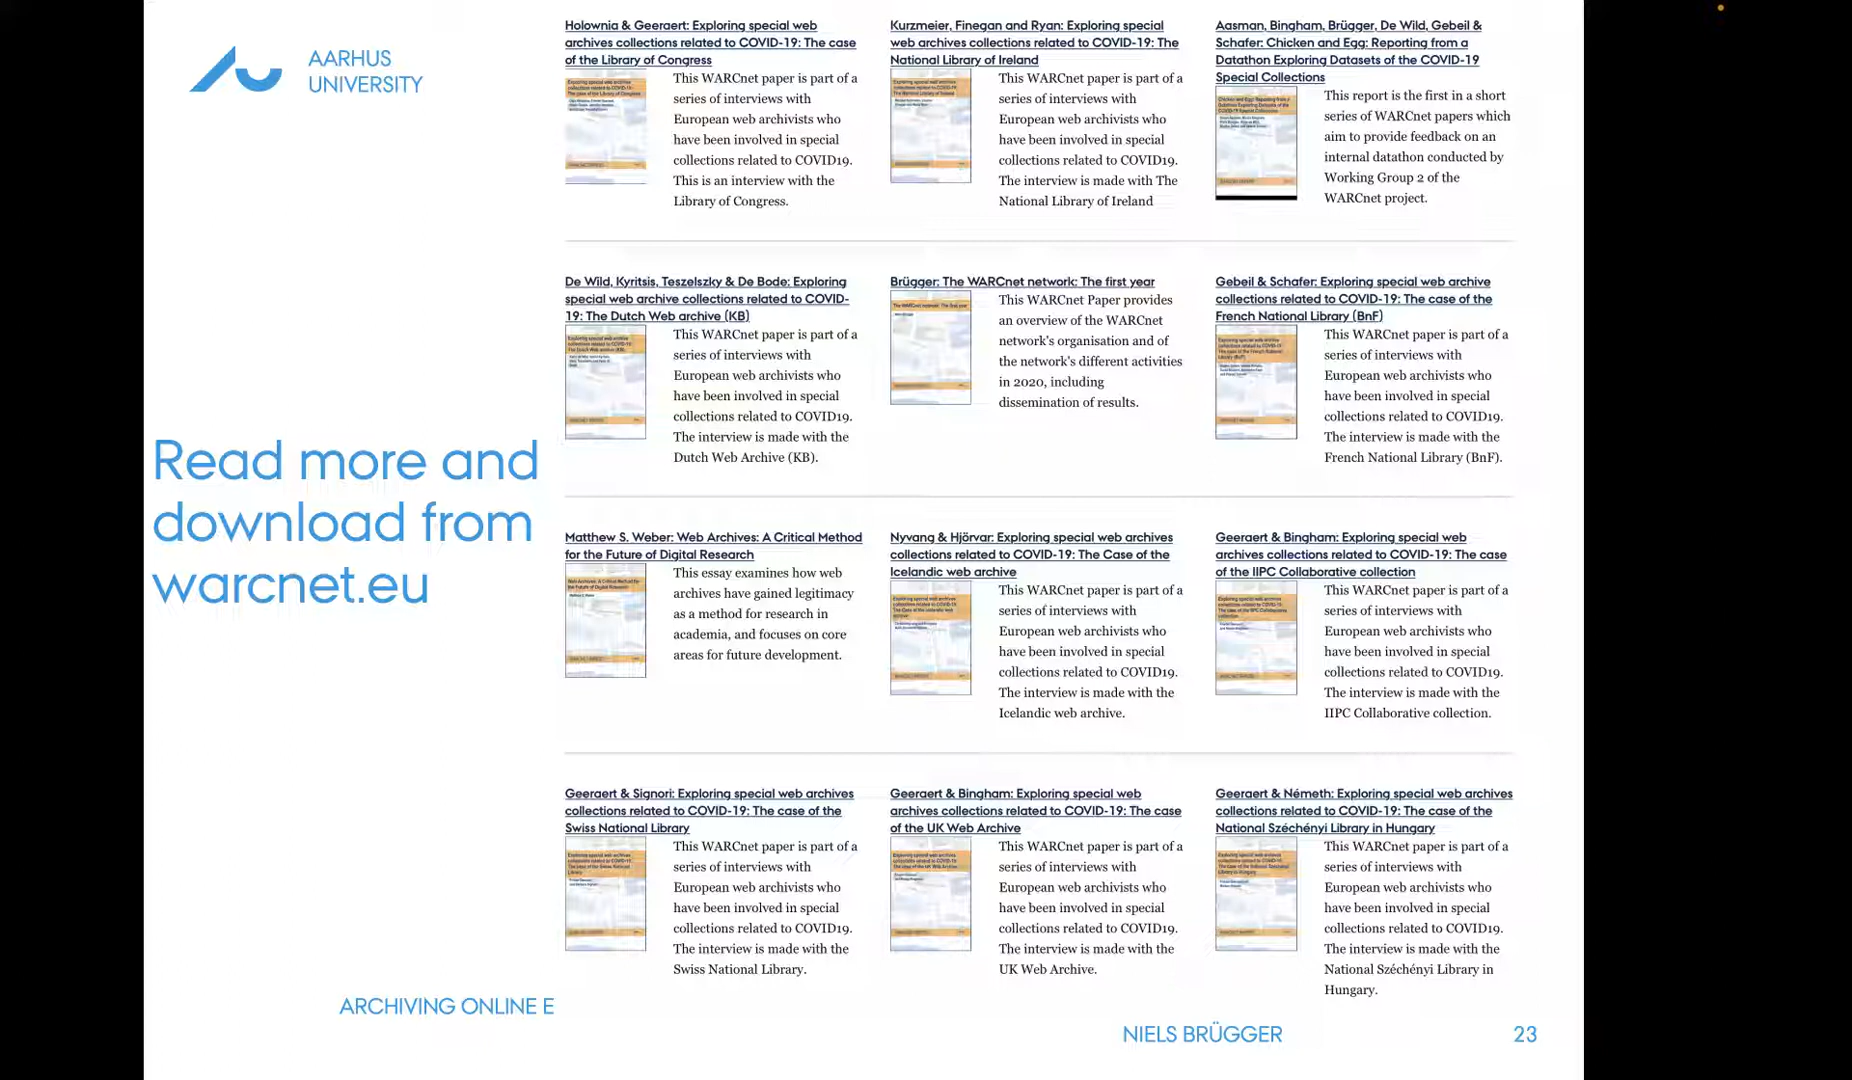 AARHUS
UNIVERSITY
Read more and
download from
warcnet.eu
Holownia & Geeraert: Exploring special web
archives collections related to COVID-19: The case
of the Library of Congress
This WARCnet paper is part of a
series of interviews with
European web archivists who
have been involved in special
collections related to COVID19.
This is an interview with the
Library of Congress.
Kurzmeier, Finegan and Ryan: Exploring special
web archives collections related to COVID-19: The
National Library of Ireland
This WARCnet paper is part of a
series of interviews with
European web archivists who
have been involved in special
collections related to COVID19.
The interview is made with The
National Library of Ireland
Aasman, Bingham, Brügger, De Wild, Gebeil &
Schafer: Chicken and Egg: Reporting from a
Datathon Exploring Datasets of the COVID-19
Special Collections
This report is the first in a short
series of WARCnet papers which
aim to provide feedback on an
internal datathon conducted by
Working Group 2 of the
WARCnet project.
De Wild, Kyritsis, Teszelszky & De Bode: Exploring
special web archive collections related to COVID-
19: The Dutch Web archive (KB)
This WARCnet paper is part of a
series of interviews with
European web archivists who
have been involved in special
collections related to COVID19.
The interview is made with the
Dutch Web Archive (KB).
Brügger: The WARCnet network: The first year
This WARCnet Paper provides
an overview of the WARCnet
network's organisation and of
the network's different activities
in 2020, including
dissemination of results.
Gebeil & Schafer: Exploring special web archive
collections related to COVID-19: The case of the
French National Library (BnF)
This WARCnet paper is part of a
series of interviews with
European web archivists who
have been involved in special
collections related to COVID19.
The interview is made with the
French National Library (BnF).
Matthew S. Weber: Web Archives: A Critical Method
for the Future of Digital Research
This essay examines how web
archives have gained legitimacy
as a method for research in
academia, and focuses on core
areas for future development.
Nyvang & Hjörvar: Exploring special web archives
collections related to COVID-19: The Case of the
Icelandic web archive
This WARCnet paper is part of a
series of interviews with
European web archivists who
have been involved in special
collections related to COVID19.
The interview is made with the
Icelandic web archive.
Geeraert & Bingham: Exploring special web
archives collections related to COVID-19: The case
of the IIPC Collaborative collection
This WARCnet paper is part of a
series of interviews with
European web archivists who
have been involved in special
collections related to COVID19.
The interview is made with the
IIPC Collaborative collection.
Geeraert & Signori: Exploring special web archives
collections related to COVID-19: The case of the
Swiss National Library
This WARCnet paper is part of a
series of interviews with
European web archivists who
have been involved in special
collections related to COVID19.
The interview is made with the
Swiss National Library.
Geeraert & Bingham: Exploring special web
archives collections related to COVID-19: The case
of the UK Web Archive
This WARCnet paper is part of a
series of interviews with
European web archivists who
have been involved in special
collections related to COVID19.
The interview is made with the
UK Web Archive.
Geeraert & Németh: Exploring special web archives
collections related to COVID-19: The case of the
National Széchényi Library in Hungary
This WARCnet paper is part of a
series of interviews with
European web archivists who
have been involved in special
collections related to COVID19.
The interview is made with the
National Széchényi Library in
Hungary.
ARCHIVING ONLINE E
NIELS BRÜGGER
23